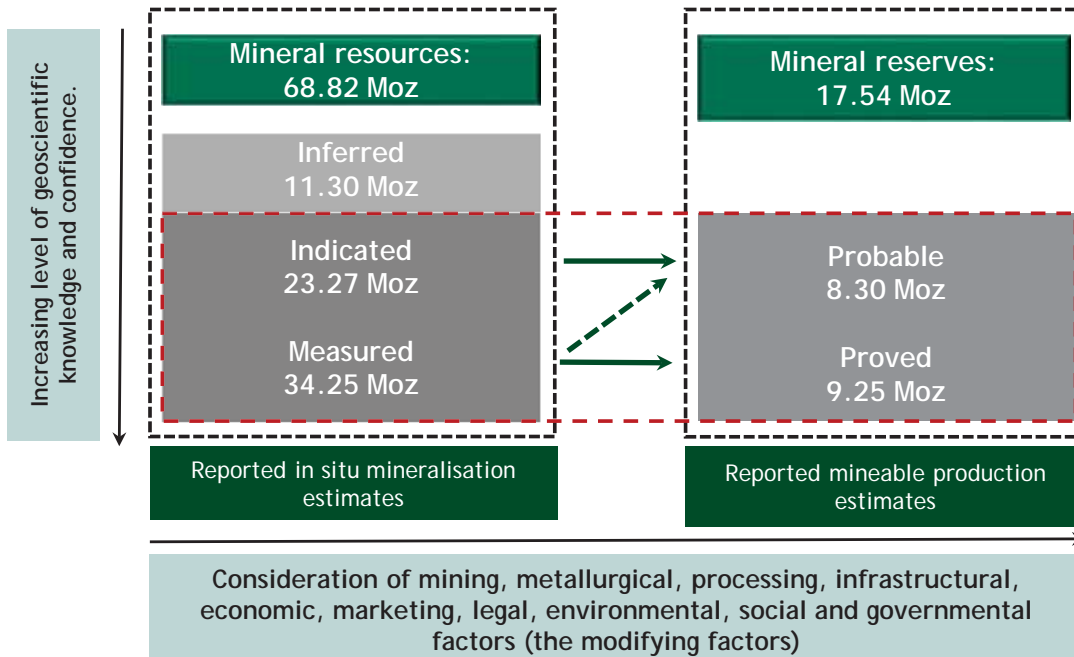 Increasing level of geoscientific
knowledge and confidence.
Mineral resources:
68.82 Moz
Inferred
11.30 Moz
Indicated
23.27 Moz
Measured
34.25 Moz
Reported in situ mineralisation
estimates
Mineral reserves:
17.54 Moz
Probable
8.30 Moz
Proved
9.25 Moz
Reported mineable production
estimates
Consideration of mining, metallurgical, processing, infrastructural,
economic, marketing, legal, environmental, social and governmental
factors (the modifying factors)